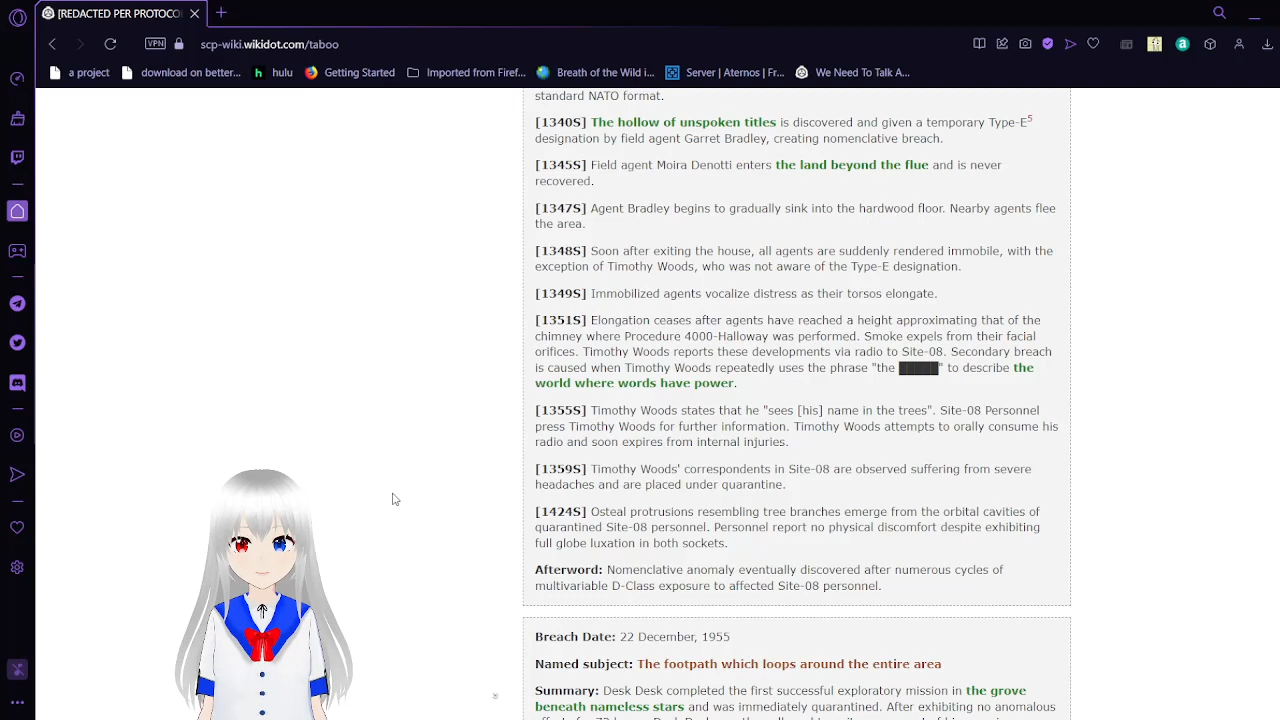 [REDACTED PER PROTOCO
VPN
scp-wiki.wikidot.com/taboo
a project
download on better...
hulu
Getting Started
Imported from Firef...
Breath of the Wild i...
Server | Aternos | Fr...
We Need To Talk A...
standard NATO format.
[1340S] The hollow of unspoken titles is discovered and given a temporary Type-E5
designation by field agent Garret Bradley, creating nomenclative breach.
[1345S] Field agent Moira Denotti enters the land beyond the flue and is never
recovered.
[1347S] Agent Bradley begins to gradually sink into the hardwood floor. Nearby agents flee
the area.
[1348S] Soon after exiting the house, all agents are suddenly rendered immobile, with the
exception of Timothy Woods, who was not aware of the Type-E designation.
[1349S] Immobilized agents vocalize distress as their torsos elongate.
[1351S] Elongation ceases after agents have reached a height approximating that of the
chimney where Procedure 4000-Halloway was performed. Smoke expels from their facial
orifices. Timothy Woods reports these developments via radio to Site-08. Secondary breach
is caused when Timothy Woods repeatedly uses the phrase "the █████" to describe the
world where words have power.
[1355S] Timothy Woods states that he "sees [his] name in the trees". Site-08 Personnel
press Timothy Woods for further information. Timothy Woods attempts to orally consume his
radio and soon expires from internal injuries.
[1359S] Timothy Woods' correspondents in Site-08 are observed suffering from severe
headaches and are placed under quarantine.
[1424S] Osteal protrusions resembling tree branches emerge from the orbital cavities of
quarantined Site-08 personnel. Personnel report no physical discomfort despite exhibiting
full globe luxation in both sockets.
Afterword: Nomenclative anomaly eventually discovered after numerous cycles of
multivariable D-Class exposure to affected Site-08 personnel.
Breach Date: 22 December, 1955
Named subject: The footpath which loops around the entire area
Summary: Desk Desk completed the first successful exploratory mission in the grove
beneath nameless stars and was immediately quarantined. After exhibiting no anomalous